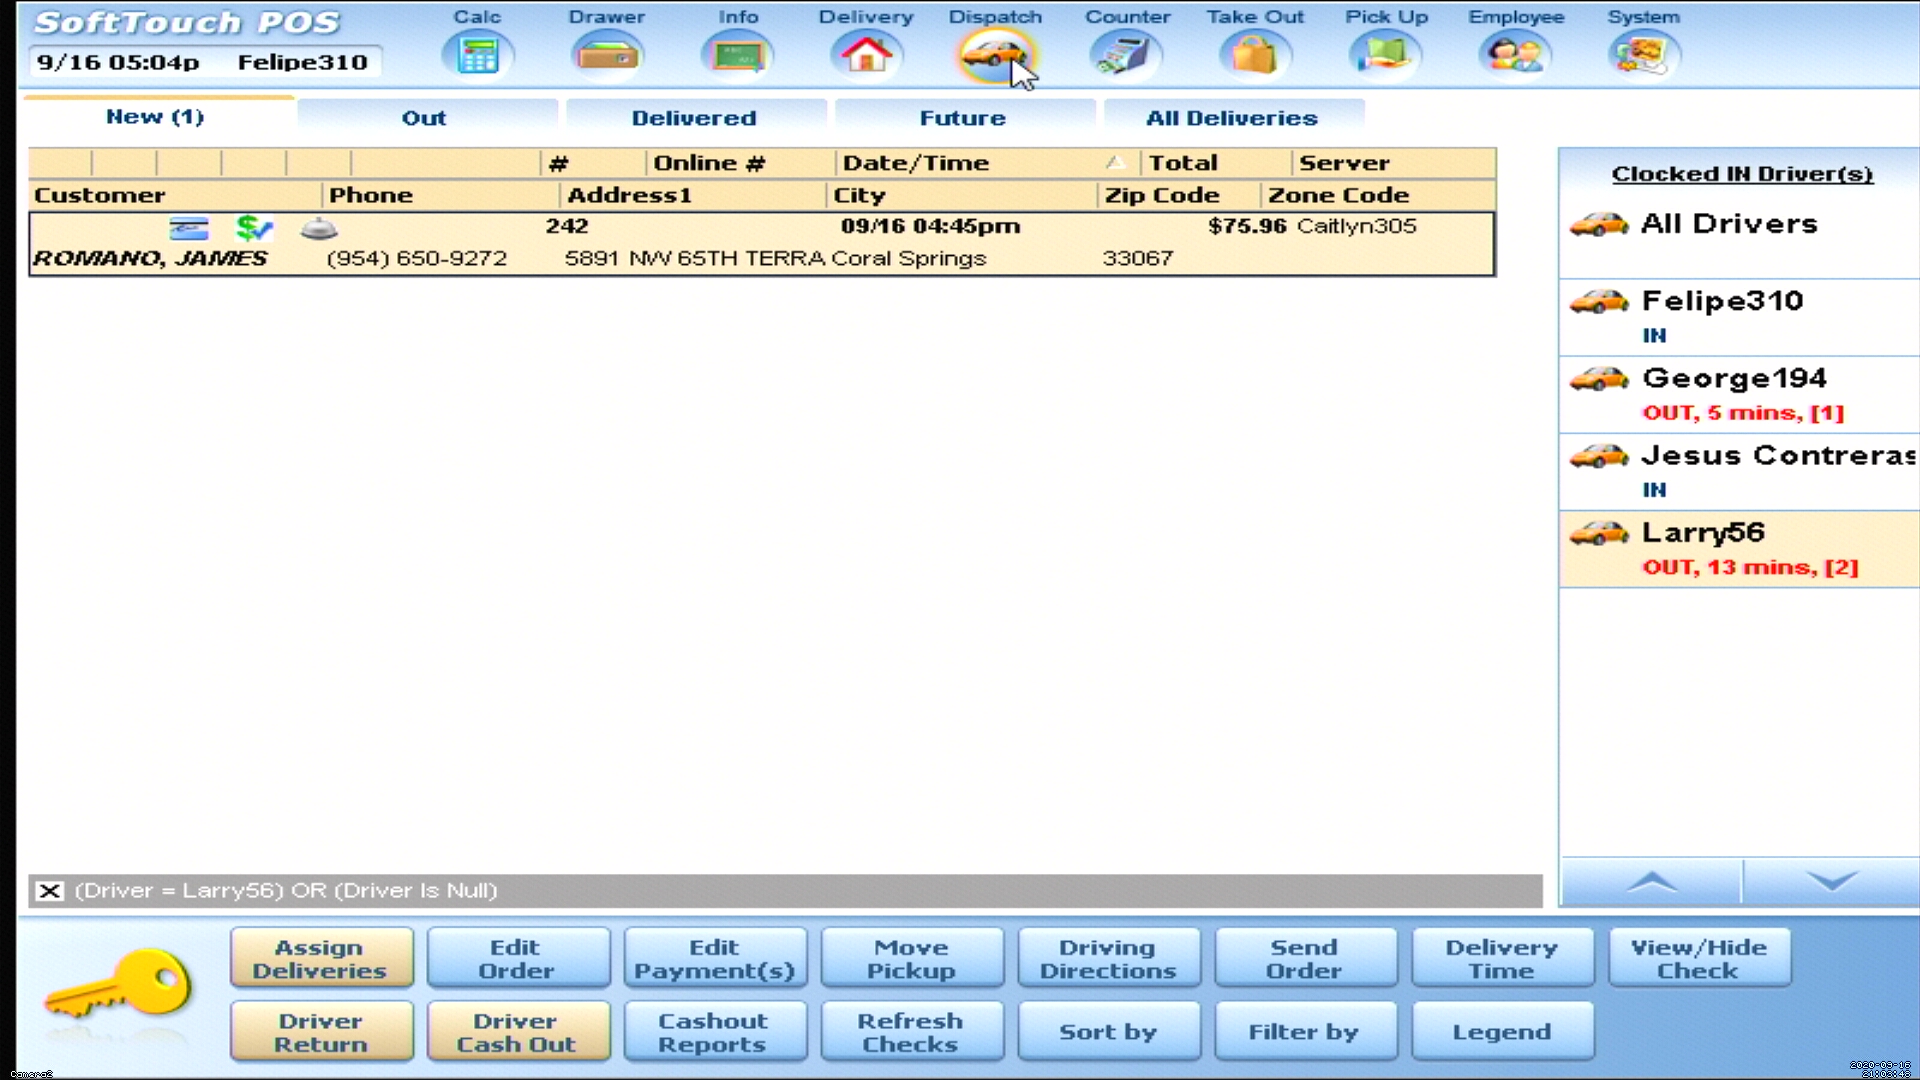 SoftTouch POS
9/16 05:04p Felipe310
Calc Drawer Info Delivery Dispatch Counter Take Out Pick Up Employee System
New (1) Out Delivered Future All Deliveries
# Online # Date/Time Total Server
Customer Phone Address1 City Zip Code Zone Code
242 09/16 04:45pm $75.96 Caitlyn305
ROMANO, JAMES (954) 650-9272 5891 NW 65TH TERRA Coral Springs 33067
Clocked IN Driver(s)
All Drivers
Felipe310
IN
George194
OUT, 5 mins, [1]
Jesus Contreras
IN
Larry56
OUT, 13 mins, [2]
(Driver = Larry56) OR (Driver Is Null)
Assign Deliveries
Edit Order
Edit Payment(s)
Move Pickup
Driving Directions
Send Order
Delivery Time
View/Hide Check
Driver Return
Driver Cash Out
Cashout Reports
Refresh Checks
Sort by
Filter by
Legend
Camera2
2020-09-16
21:03:48